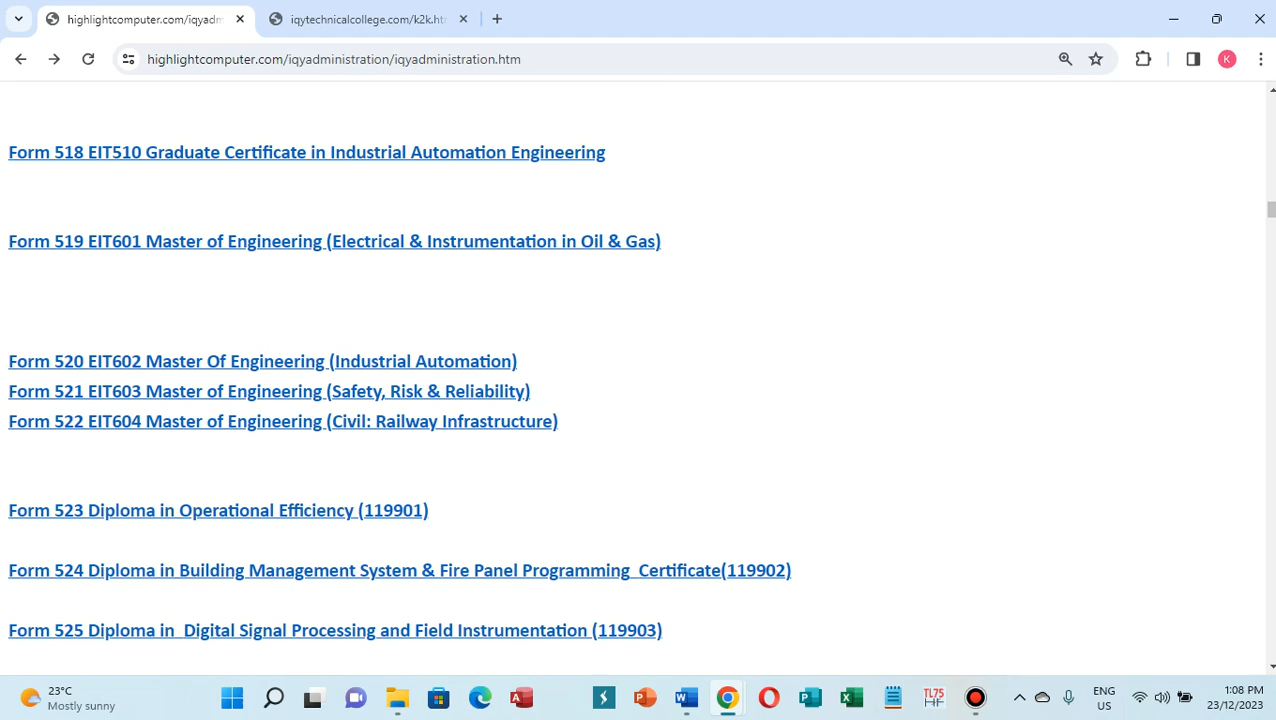 highlightcomputer.com/iqyadm
iqytechnicalcollege.com/k2k.ht
highlightcomputer.com/iqyadministration/iqyadministration.htm
K
Form 518 EIT510 Graduate Certificate in Industrial Automation Engineering
Form 519 EIT601 Master of Engineering (Electrical & Instrumentation in Oil & Gas)
Form 520 EIT602 Master Of Engineering (Industrial Automation)
Form 521 EIT603 Master of Engineering (Safety, Risk & Reliability)
Form 522 EIT604 Master of Engineering (Civil: Railway Infrastructure)
Form 523 Diploma in Operational Efficiency (119901)
Form 524 Diploma in Building Management System & Fire Panel Programming  Certificate(119902)
Form 525 Diploma in  Digital Signal Processing and Field Instrumentation (119903)
23°C
Mostly sunny
TL75
ENG
US
1:08 PM
23/12/2023